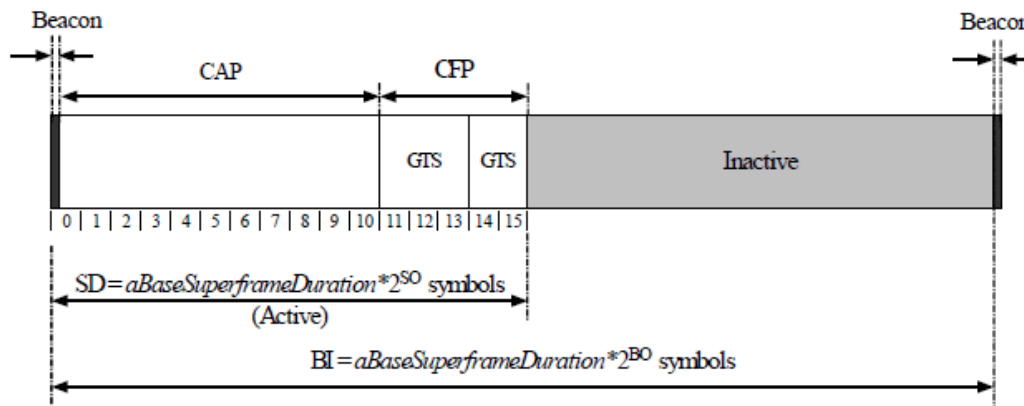 Beacon Beacon
CAP CFP
GTS GTS Inactive
0 1 2 3 4 5 6 7 8 9 10 11 12 13 14 15
SD = aBaseSuperframeDuration*2^SO symbols
(Active)
BI = aBaseSuperframeDuration*2^BO symbols